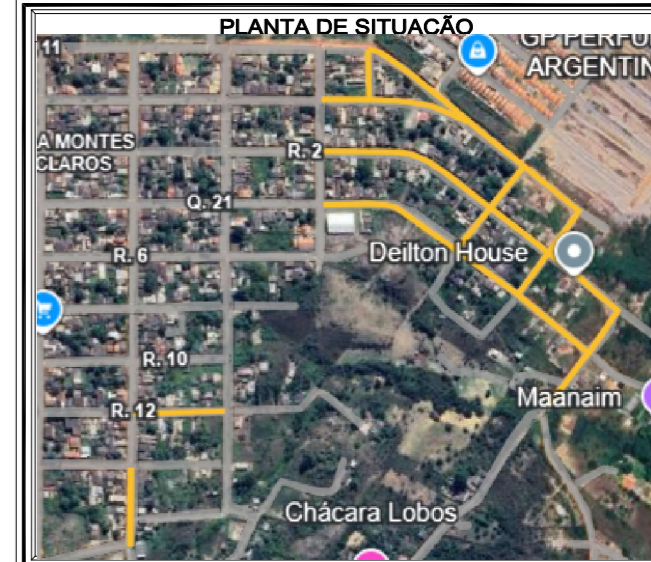 PLANTA DE SITUAÇÃO
11
GP PERFU
ARGENTIN
A MONTES
CLAROS
R. 2
Q. 21
R. 6
Deilton House
R. 10
R. 12
Maanaim
Chácara Lobos